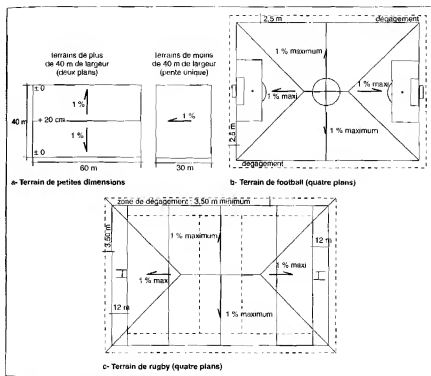 terrains de plus
de 40 m de largeur
(deux plans)
terrains de moins
de 40 m de largeur
(pente unique)
± 0
1 %
40 m
+ 20 cm
1 %
± 0
60 m
1 %
30 m
a- Terrain de petites dimensions
2,5 m
dégagement
1 % maximum
1 % maxi
1 % maxi
1 % maximum
2,5 m
dégagement
b- Terrain de football (quatre plans)
zone de dégagement : 3,50 m minimum
3,50 m
1 % maximum
12 m
1 % maxi
1 % maxi
12 m
1 % maximum
c- Terrain de rugby (quatre plans)